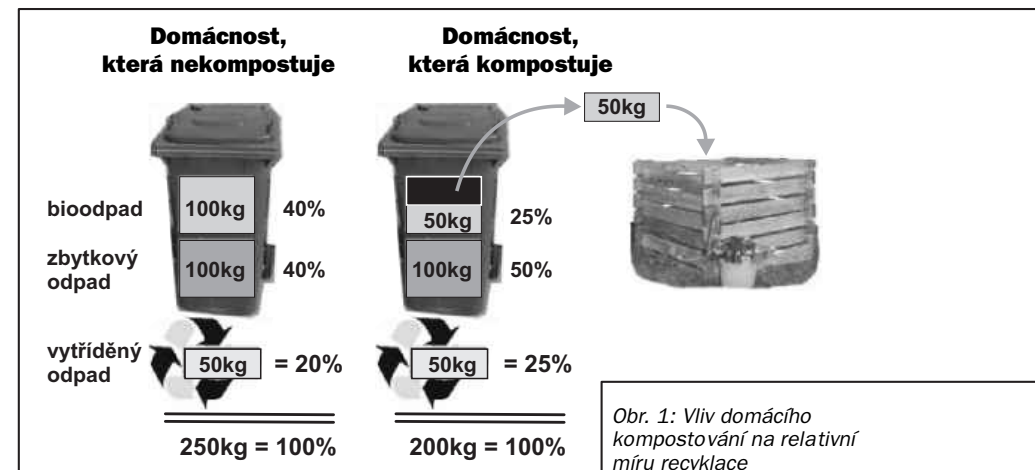 Domácnost,
která nekompostuje
Domácnost,
která kompostuje
50kg
bioodpad
100kg
40%
50kg
25%
zbytkový
odpad
100kg
40%
100kg
50%
vytříděný
odpad
50kg
= 20%
50kg
= 25%
250kg = 100%
200kg = 100%
Obr. 1: Vliv domácího
kompostování na relativní
míru recyklace